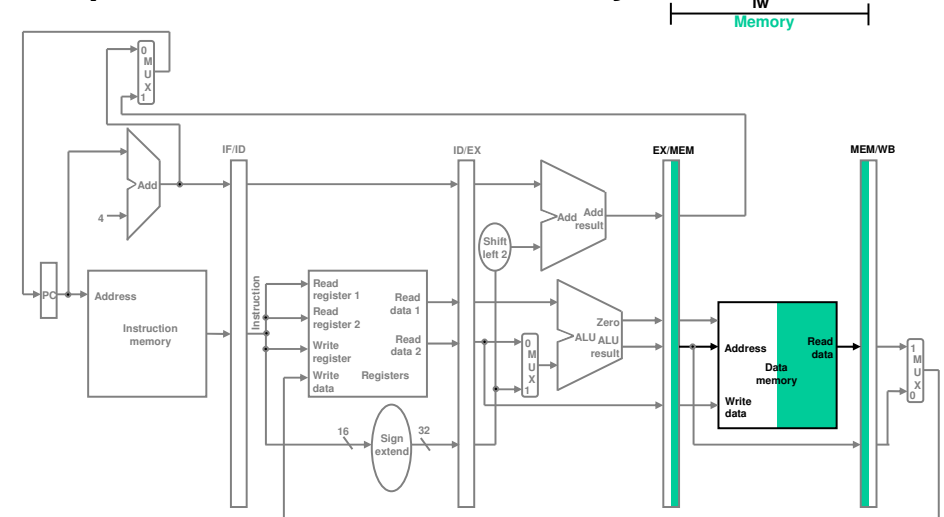 lw
Memory
0
M
U
X
1
IF/ID
ID/EX
EX/MEM
MEM/WB
Add
4
Add
Add
result
Shift
left 2
PC
Address
Instruction
memory
Instruction
Read
register 1
Read
register 2
Write
register
Write
data
Read
data 1
Read
data 2
Registers
0
M
U
X
1
Zero
ALU
ALU
result
Address
Read
data
Data
memory
Write
data
1
M
U
X
0
16
Sign
extend
32